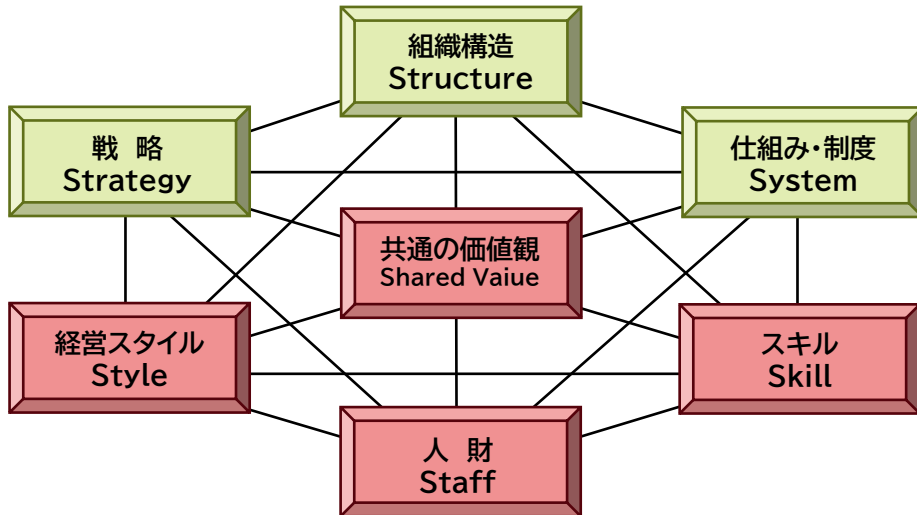 組織構造
Structure
戦 略
Strategy
仕組み・制度
System
共通の価値観
Shared Vaiue
経営スタイル
Style
スキル
Skill
人 財
Staff